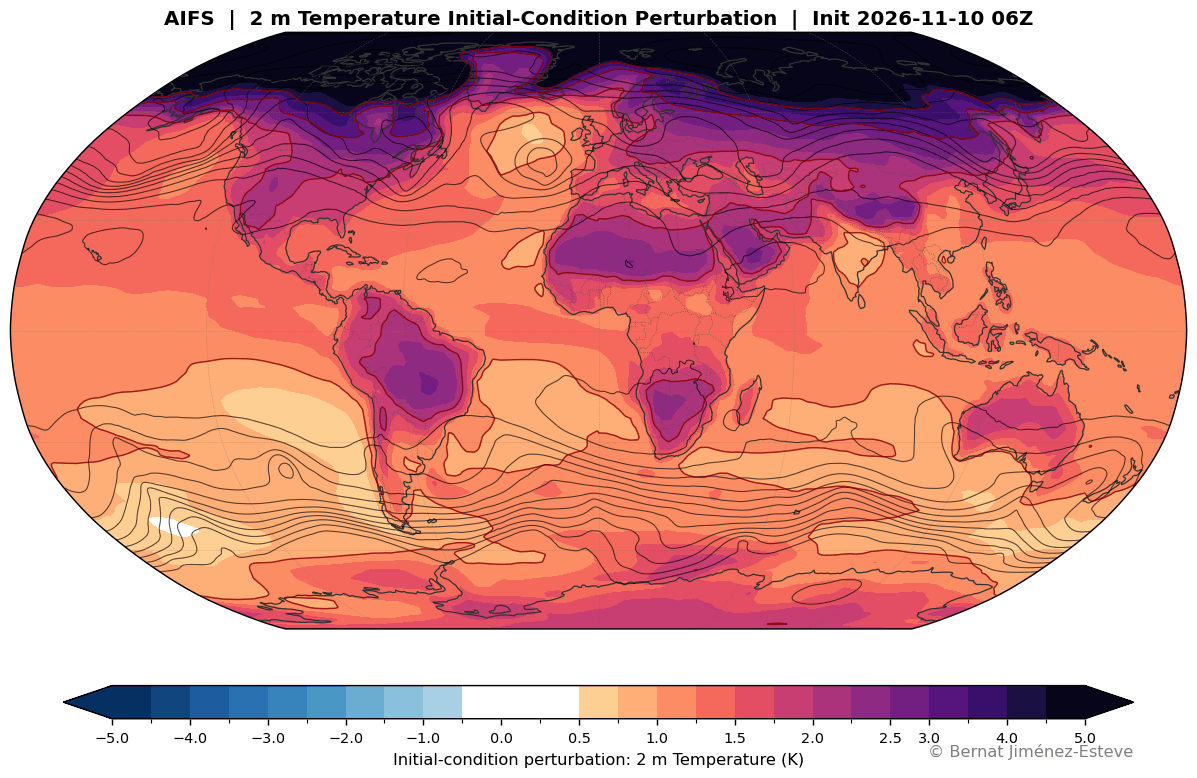 AIFS | 2 m Temperature Initial-Condition Perturbation | Init 2026-11-10 06Z
−5.0 −4.0 −3.0 −2.0 −1.0 0.0 0.5 1.0 1.5 2.0 2.5 3.0 4.0 5.0
Initial-condition perturbation: 2 m Temperature (K)
© Bernat Jiménez-Esteve